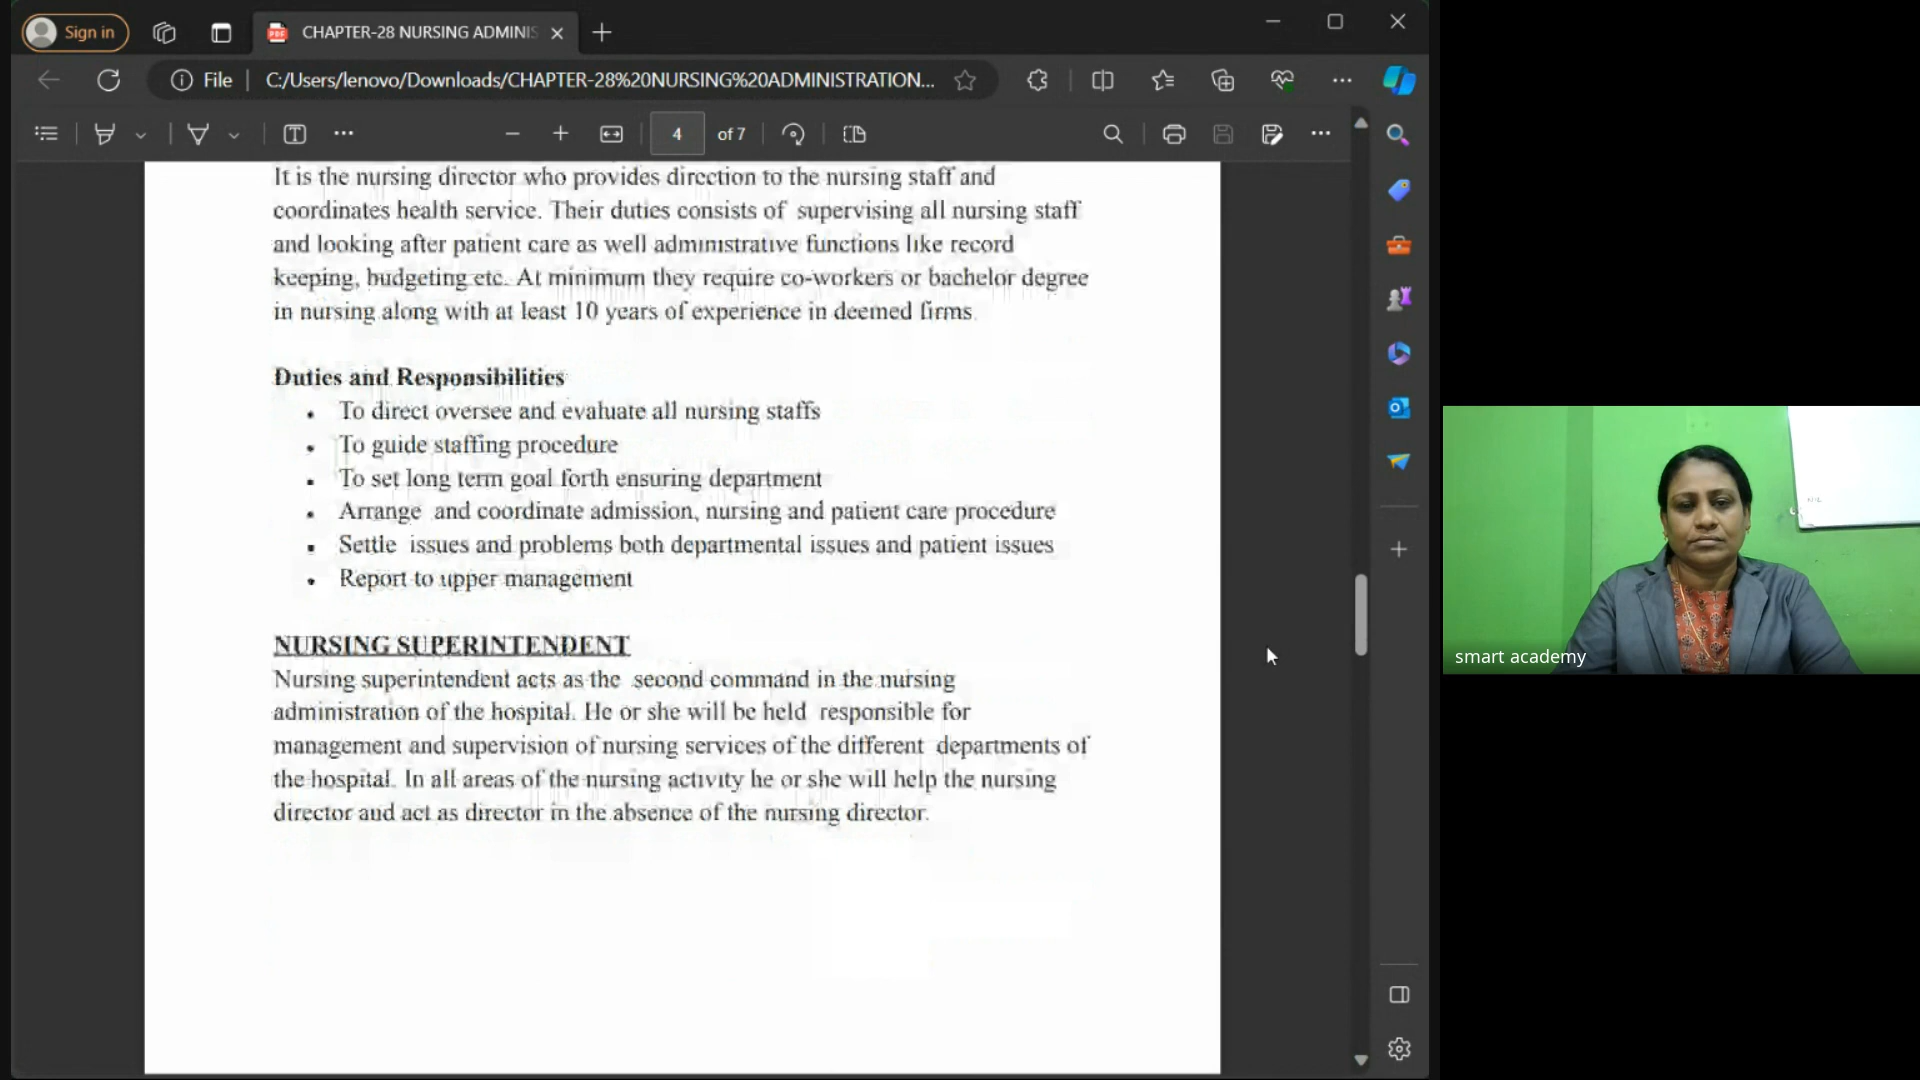 Sign in
CHAPTER-28 NURSING ADMINIS
File
C:/Users/lenovo/Downloads/CHAPTER-28%20NURSING%20ADMINISTRATION...
4 of 7
It is the nursing director who provides direction to the nursing staff and
coordinates health service. Their duties consists of supervising all nursing staff
and looking after patient care as well administrative functions like record
keeping, budgeting etc. At minimum they require co-workers or bachelor degree
in nursing along with at least 10 years of experience in deemed firms.
Duties and Responsibilities
• To direct oversee and evaluate all nursing staffs
• To guide staffing procedure
• To set long term goal forth ensuring department
• Arrange and coordinate admission, nursing and patient care procedure
• Settle issues and problems both departmental issues and patient issues
• Report to upper management
NURSING SUPERINTENDENT
Nursing superintendent acts as the second command in the nursing
administration of the hospital. He or she will be held responsible for
management and supervision of nursing services of the different departments of
the hospital. In all areas of the nursing activity he or she will help the nursing
director and act as director in the absence of the nursing director.
smart academy